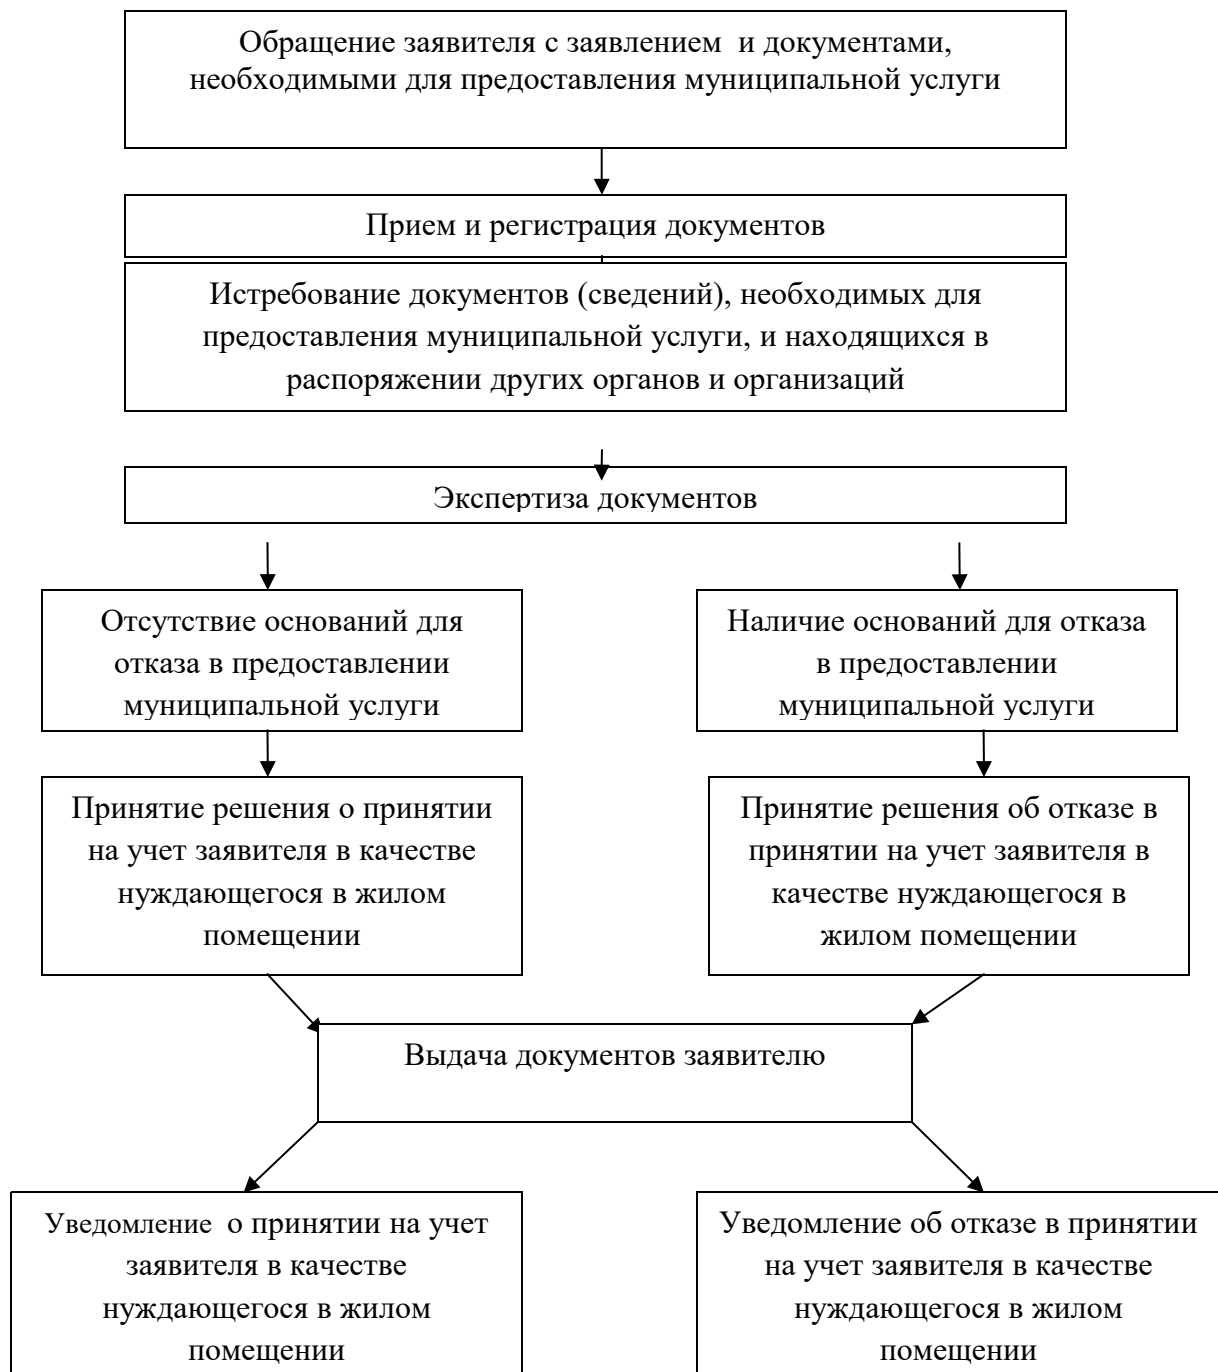 Обращение заявителя с заявлением и документами,
необходимыми для предоставления муниципальной услуги
Прием и регистрация документов
Истребование документов (сведений), необходимых для
предоставления муниципальной услуги, и находящихся в
распоряжении других органов и организаций
Экспертиза документов
Отсутствие оснований для
отказа в предоставлении
муниципальной услуги
Наличие оснований для отказа
в предоставлении
муниципальной услуги
Принятие решения о принятии
на учет заявителя в качестве
нуждающегося в жилом
помещении
Принятие решения об отказе в
принятии на учет заявителя в
качестве нуждающегося в
жилом помещении
Выдача документов заявителю
Уведомление о принятии на учет
заявителя в качестве
нуждающегося в жилом
помещении
Уведомление об отказе в принятии
на учет заявителя в качестве
нуждающегося в жилом
помещении